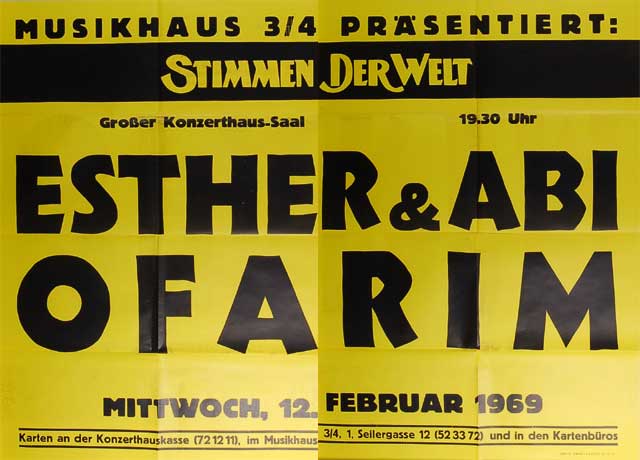 MUSIKHAUS 3/4 PRÄSENTIERT:
STIMMEN DER WELT
Großer Konzerthaus-Saal 19.30 Uhr
ESTHER & ABI
OFARIM
MITTWOCH, 12. FEBRUAR 1969
Karten an der Konzerthauskasse (72 12 11), im Musikhaus 3/4, 1, Seilergasse 12 (52 33 72) und in den Kartenbüros